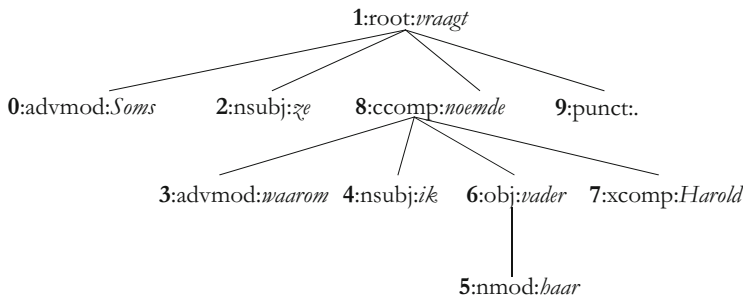 1:root:vraagt
0:advmod:Soms 2:nsubj:ze 8:ccomp:noemde 9:punct:.
3:advmod:waarom 4:nsubj:ik 6:obj:vader 7:xcomp:Harold
5:nmod:haar